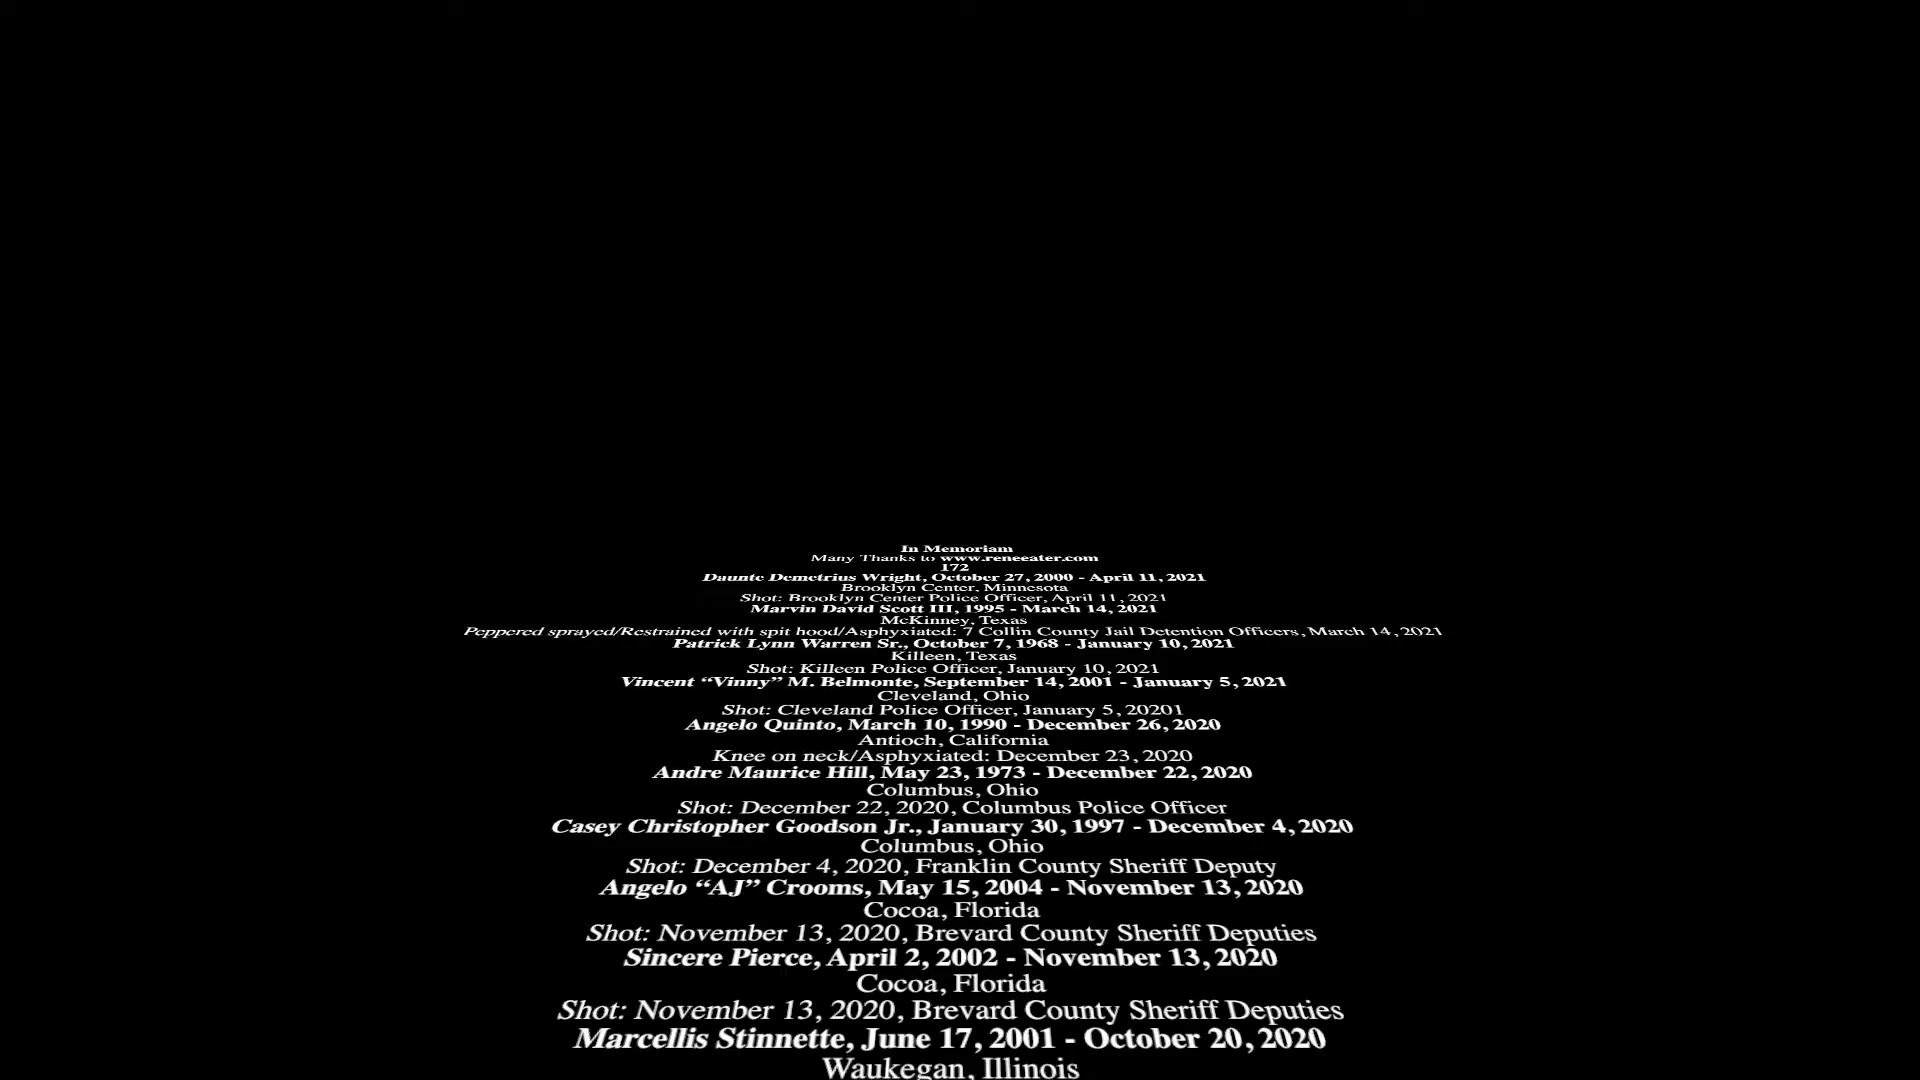 In Memoriam
Many Thanks to www.reneeater.com
172
Daunte Demetrius Wright, October 27, 2000 - April 11, 2021
Brooklyn Center, Minnesota
Shot: Brooklyn Center Police Officer, April 11, 2021
Marvin David Scott III, 1995 - March 14, 2021
McKinney, Texas
Peppered sprayed/Restrained with spit hood/Asphyxiated: 7 Collin County Jail Detention Officers, March 14, 2021
Patrick Lynn Warren Sr., October 7, 1968 - January 10, 2021
Killeen, Texas
Shot: Killeen Police Officer, January 10, 2021
Vincent “Vinny” M. Belmonte, September 14, 2001 - January 5, 2021
Cleveland, Ohio
Shot: Cleveland Police Officer, January 5, 20201
Angelo Quinto, March 10, 1990 - December 26, 2020
Antioch, California
Knee on neck/Asphyxiated: December 23, 2020
Andre Maurice Hill, May 23, 1973 - December 22, 2020
Columbus, Ohio
Shot: December 22, 2020, Columbus Police Officer
Casey Christopher Goodson Jr., January 30, 1997 - December 4, 2020
Columbus, Ohio
Shot: December 4, 2020, Franklin County Sheriff Deputy
Angelo “AJ” Crooms, May 15, 2004 - November 13, 2020
Cocoa, Florida
Shot: November 13, 2020, Brevard County Sheriff Deputies
Sincere Pierce, April 2, 2002 - November 13, 2020
Cocoa, Florida
Shot: November 13, 2020, Brevard County Sheriff Deputies
Marcellis Stinnette, June 17, 2001 - October 20, 2020
Waukegan, Illinois